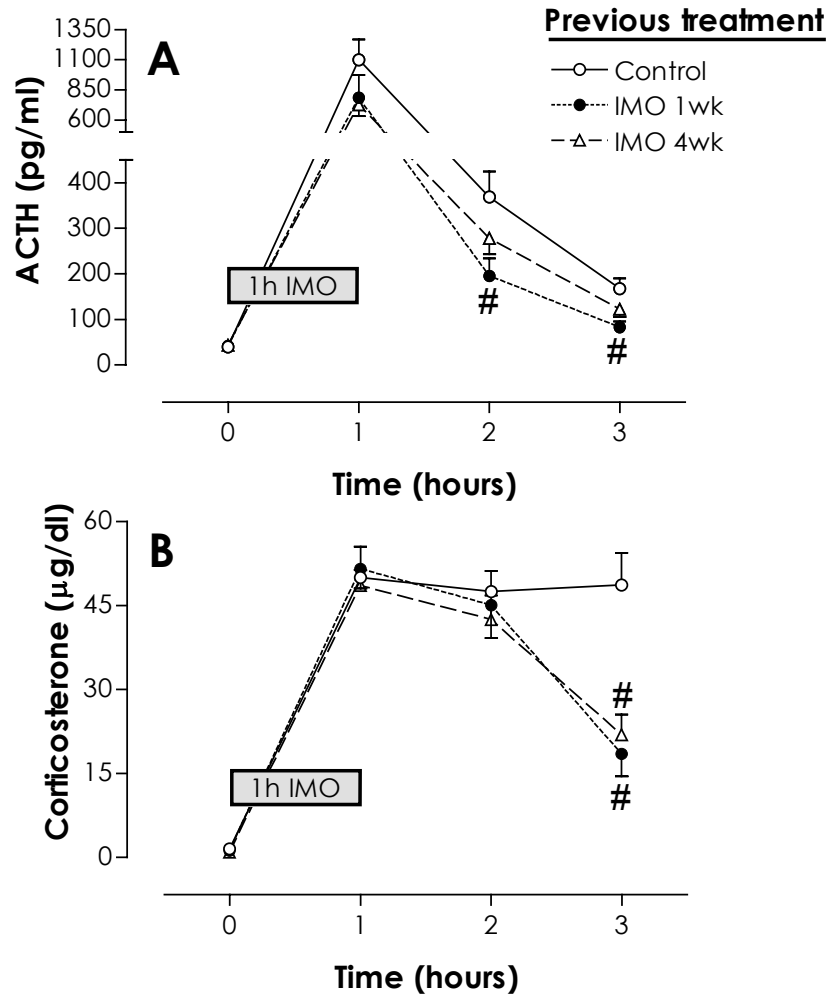 Previous treatment
Control
IMO 1wk
IMO 4wk
A
ACTH (pg/ml)
1350
1100
850
600
400
300
200
100
0
1h IMO
#
#
0 1 2 3
Time (hours)
B
Corticosterone (μg/dl)
60
45
30
15
0
1h IMO
#
#
0 1 2 3
Time (hours)